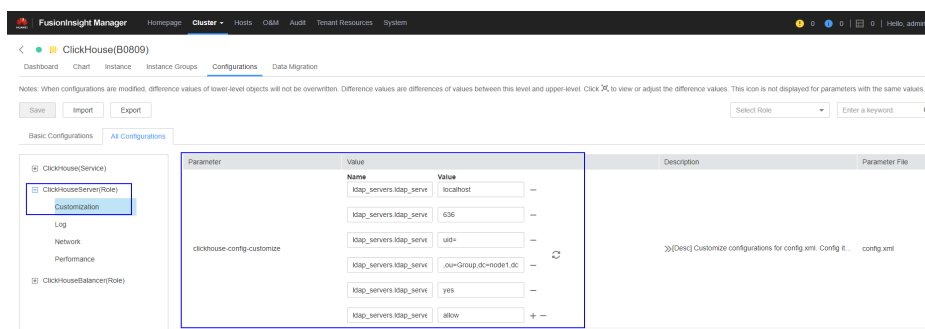 FusionInsight Manager Homepage Cluster Hosts O&M Audit Tenant Resources System 0 0 0 Hello, admin
ClickHouse(B0809)
Dashboard Chart Instance Instance Groups Configurations Data Migration
Notes: When configurations are modified, difference values of lower-level objects will not be overwritten. Difference values are differences of values between this level and upper-level. Click , to view or adjust the difference values. This icon is not displayed for parameters with the same values.
Save Import Export Select Role Enter a keyword.
Basic Configurations All Configurations
ClickHouse(Service)
ClickHouseServer(Role)
Customization
Log
Network
Performance
ClickHouseBalancer(Role)
Parameter Value Description Parameter File
Name Value
ldap_servers.ldap_serve localhost
ldap_servers.ldap_serve 636
ldap_servers.ldap_serve uid=
clickhouse-config-customize >>[Desc] Customize configurations for config.xml. Config it... config.xml
ldap_servers.ldap_serve ,ou=Group,dc=node1,dc
ldap_servers.ldap_serve yes
ldap_servers.ldap_serve allow